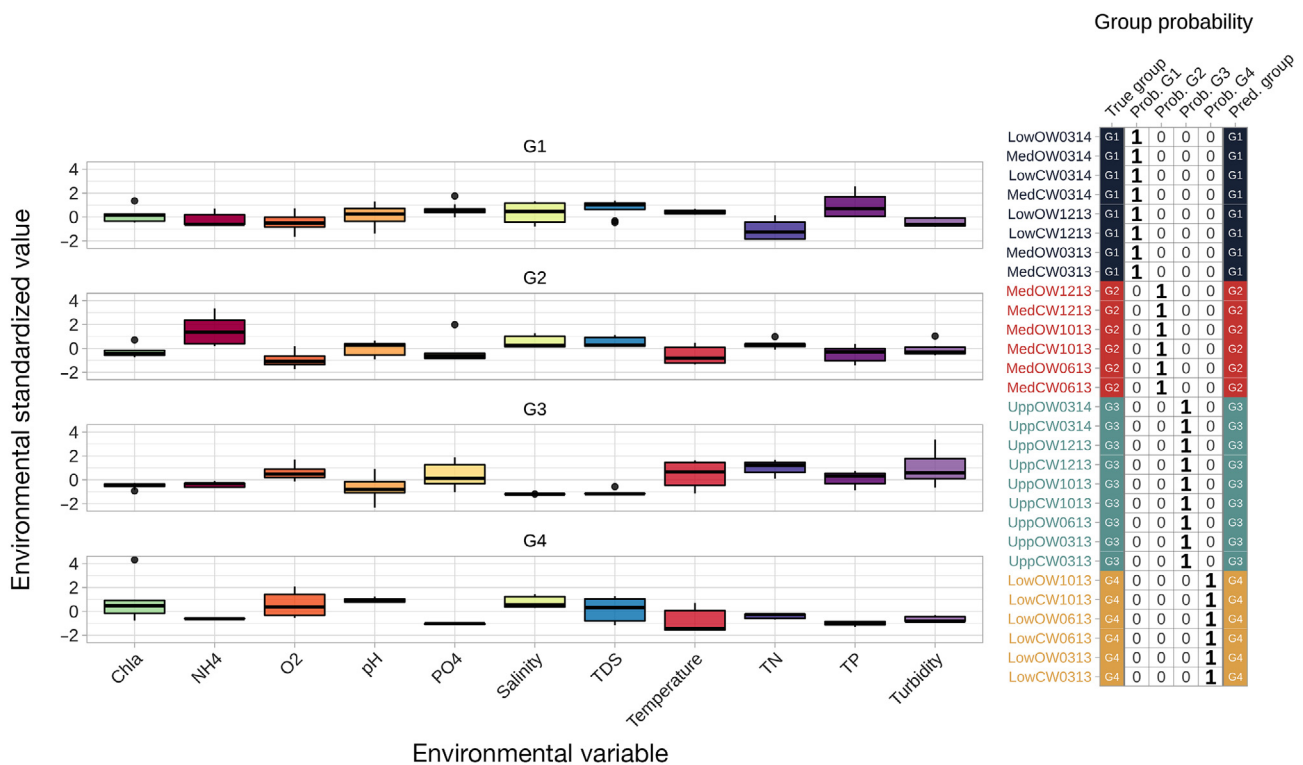 Group probability
True group
Prob. G1
Prob. G2
Prob. G3
Prob. G4
Pred. group
Environmental standardized value
G1
4
2
0
−2
G2
4
2
0
−2
G3
4
2
0
−2
G4
4
2
0
−2
Chla
NH4
O2
pH
PO4
Salinity
TDS
Temperature
TN
TP
Turbidity
Environmental variable
LowOW0314 G1 1 0 0 0 G1
MedOW0314 G1 1 0 0 0 G1
LowCW0314 G1 1 0 0 0 G1
MedCW0314 G1 1 0 0 0 G1
LowOW1213 G1 1 0 0 0 G1
LowCW1213 G1 1 0 0 0 G1
MedOW0313 G1 1 0 0 0 G1
MedCW0313 G1 1 0 0 0 G1
MedOW1213 G2 0 1 0 0 G2
MedCW1213 G2 0 1 0 0 G2
MedOW1013 G2 0 1 0 0 G2
MedCW1013 G2 0 1 0 0 G2
MedOW0613 G2 0 1 0 0 G2
MedCW0613 G2 0 1 0 0 G2
UppOW0314 G3 0 0 1 0 G3
UppCW0314 G3 0 0 1 0 G3
UppOW1213 G3 0 0 1 0 G3
UppCW1213 G3 0 0 1 0 G3
UppOW1013 G3 0 0 1 0 G3
UppCW1013 G3 0 0 1 0 G3
UppOW0613 G3 0 0 1 0 G3
UppOW0313 G3 0 0 1 0 G3
UppCW0313 G3 0 0 1 0 G3
LowOW1013 G4 0 0 0 1 G4
LowCW1013 G4 0 0 0 1 G4
LowOW0613 G4 0 0 0 1 G4
LowCW0613 G4 0 0 0 1 G4
LowOW0313 G4 0 0 0 1 G4
LowCW0313 G4 0 0 0 1 G4